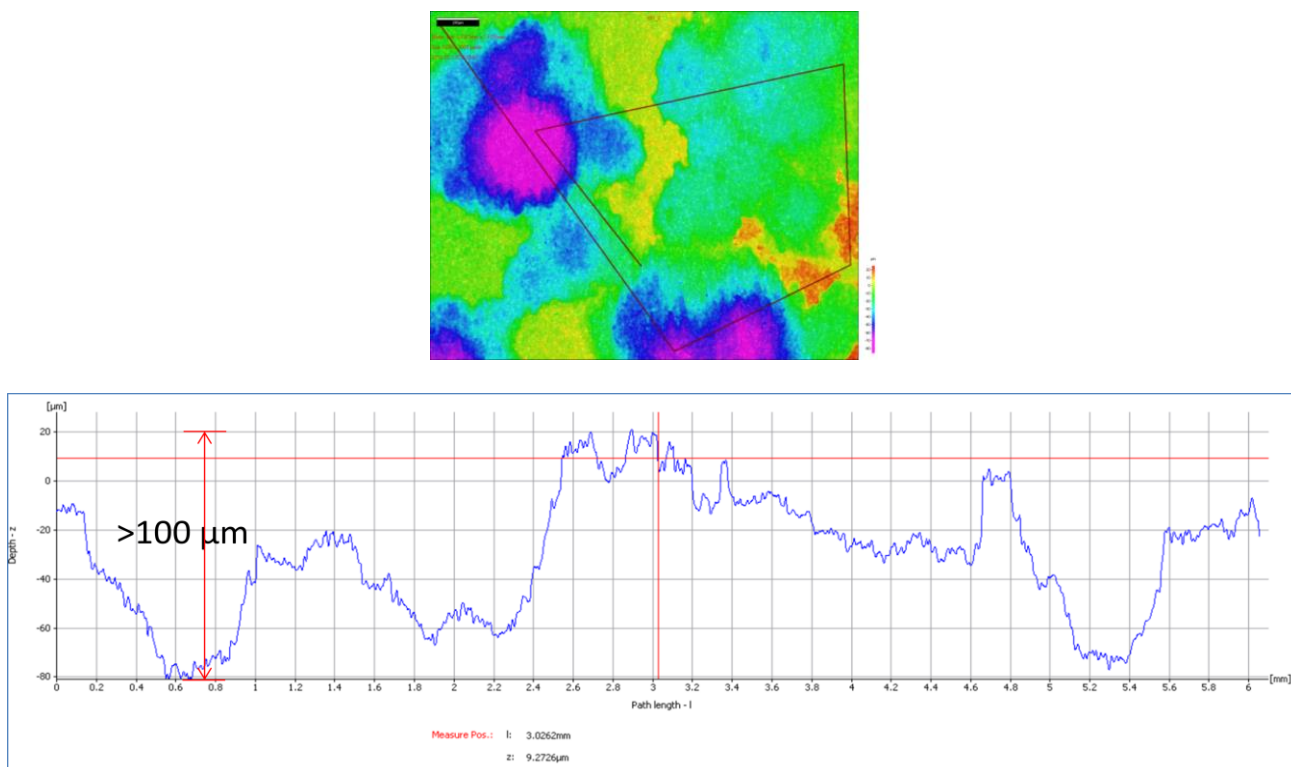 [µm]
20
0
-20
-40
-60
-80
Depth - z
>100 µm
0 0.2 0.4 0.6 0.8 1 1.2 1.4 1.6 1.8 2 2.2 2.4 2.6 2.8 3 3.2 3.4 3.6 3.8 4 4.2 4.4 4.6 4.8 5 5.2 5.4 5.6 5.8 6 [mm]
Path length - l
Measure Pos.: l: 3.0262mm
z: 9.2726µm